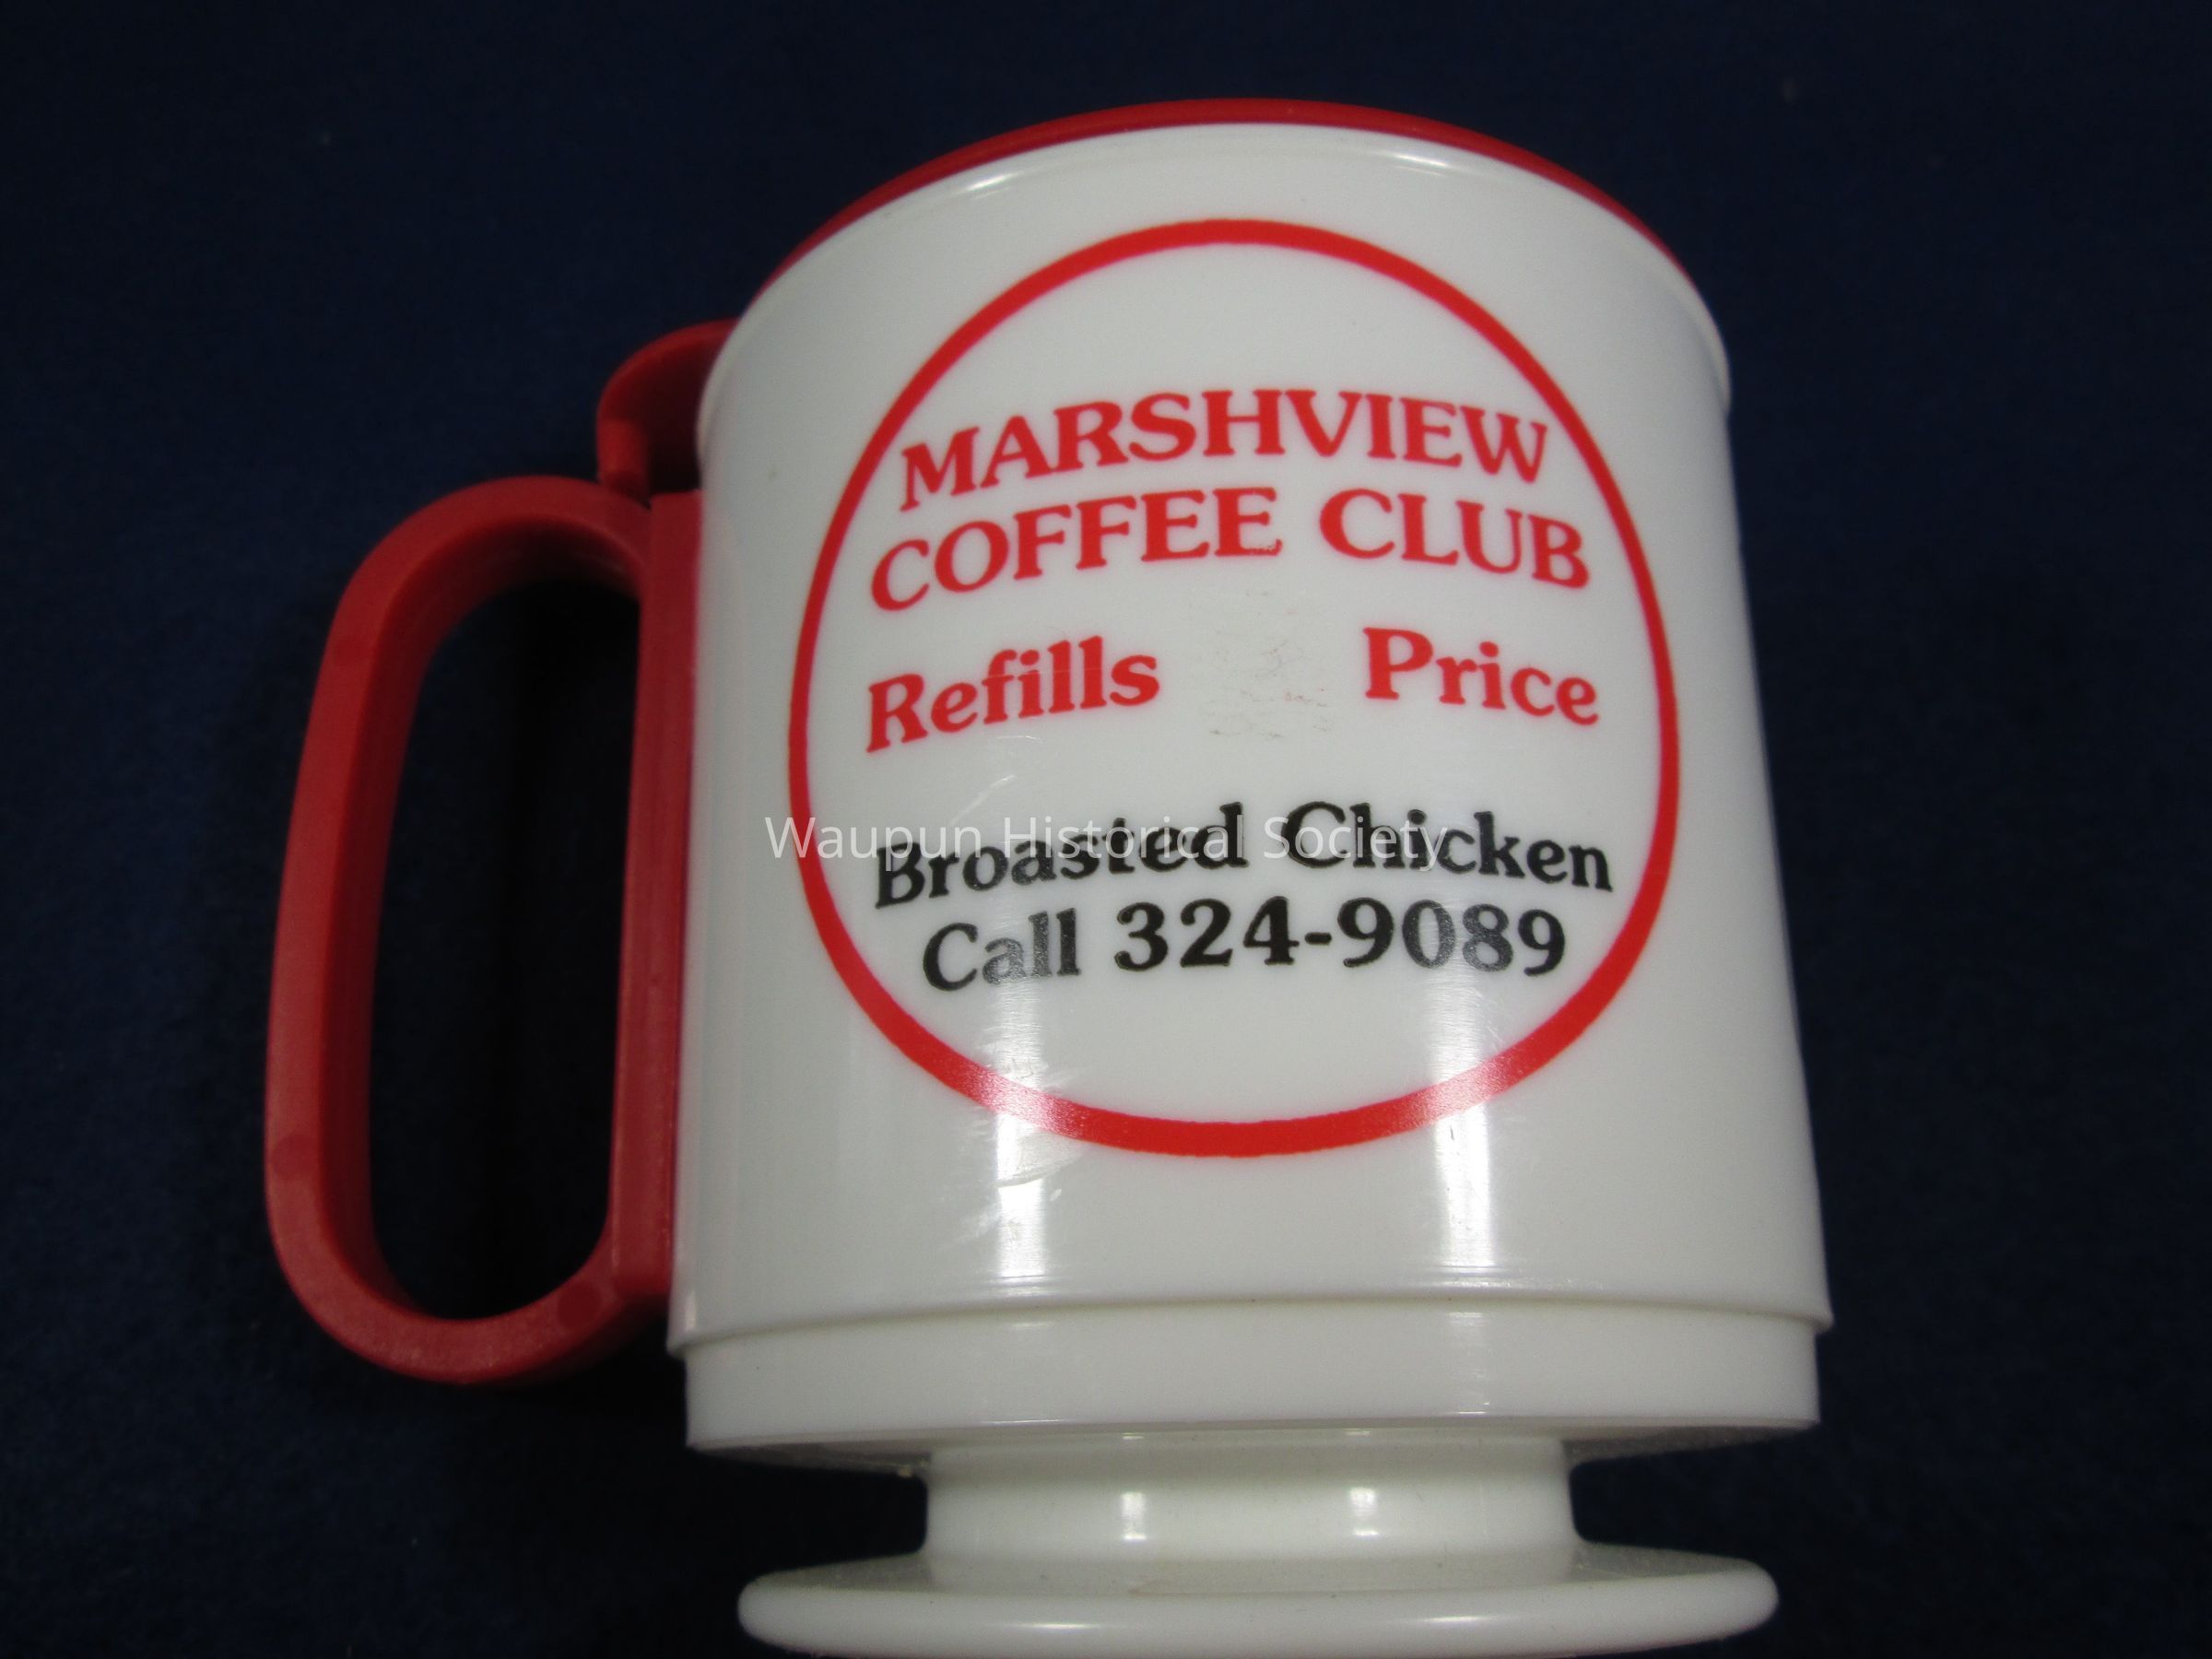 MARSHVIEW
COFFEE CLUB
Refills Price
Waupun Historical Society
Broasted Chicken
Call 324-9089